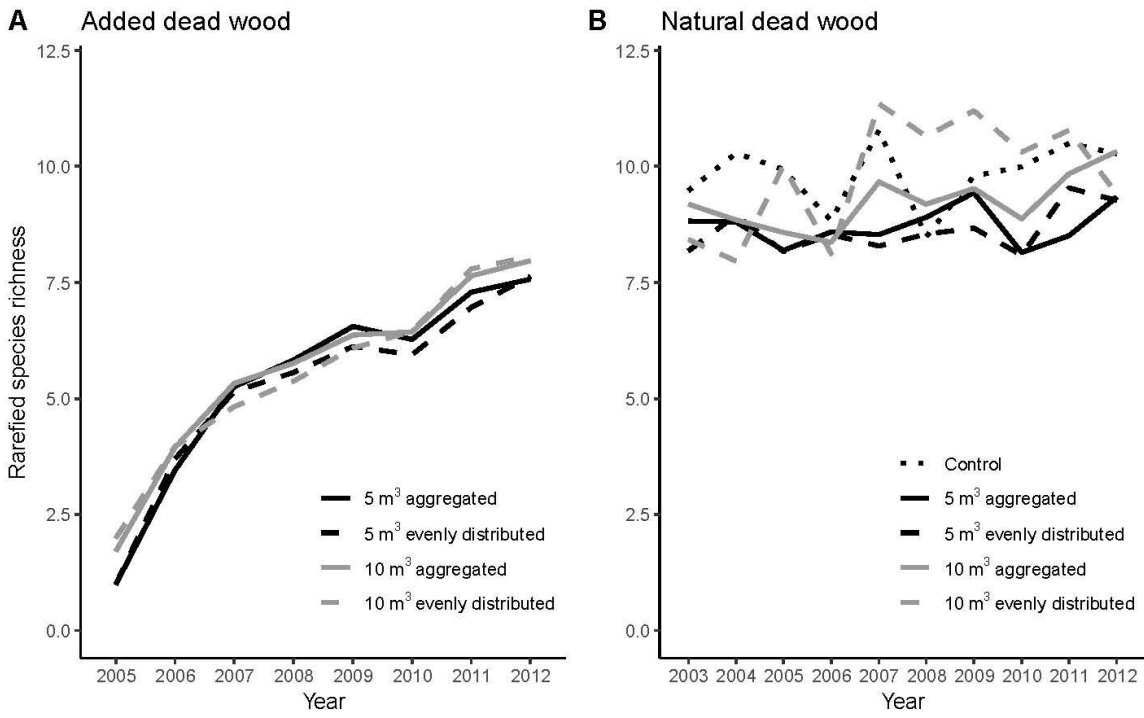 A Added dead wood
12.5
10.0
7.5
5.0
2.5
0.0
Rarefied species richness
5 m³ aggregated
5 m³ evenly distributed
10 m³ aggregated
10 m³ evenly distributed
2005 2006 2007 2008 2009 2010 2011 2012
Year
B Natural dead wood
12.5
10.0
7.5
5.0
2.5
0.0
Control
5 m³ aggregated
5 m³ evenly distributed
10 m³ aggregated
10 m³ evenly distributed
2003 2004 2005 2006 2007 2008 2009 2010 2011 2012
Year